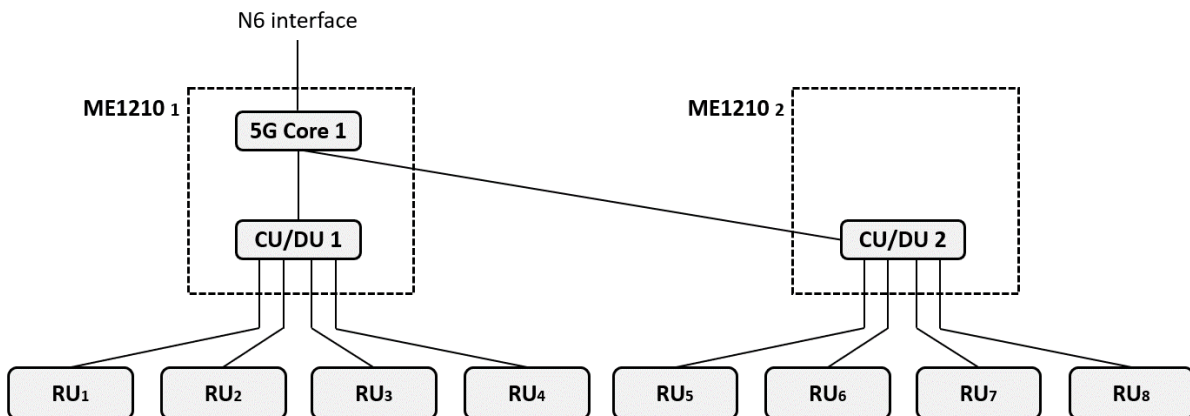 N6 interface
ME1210 1
ME1210 2
5G Core 1
CU/DU 1
CU/DU 2
RU1
RU2
RU3
RU4
RU5
RU6
RU7
RU8